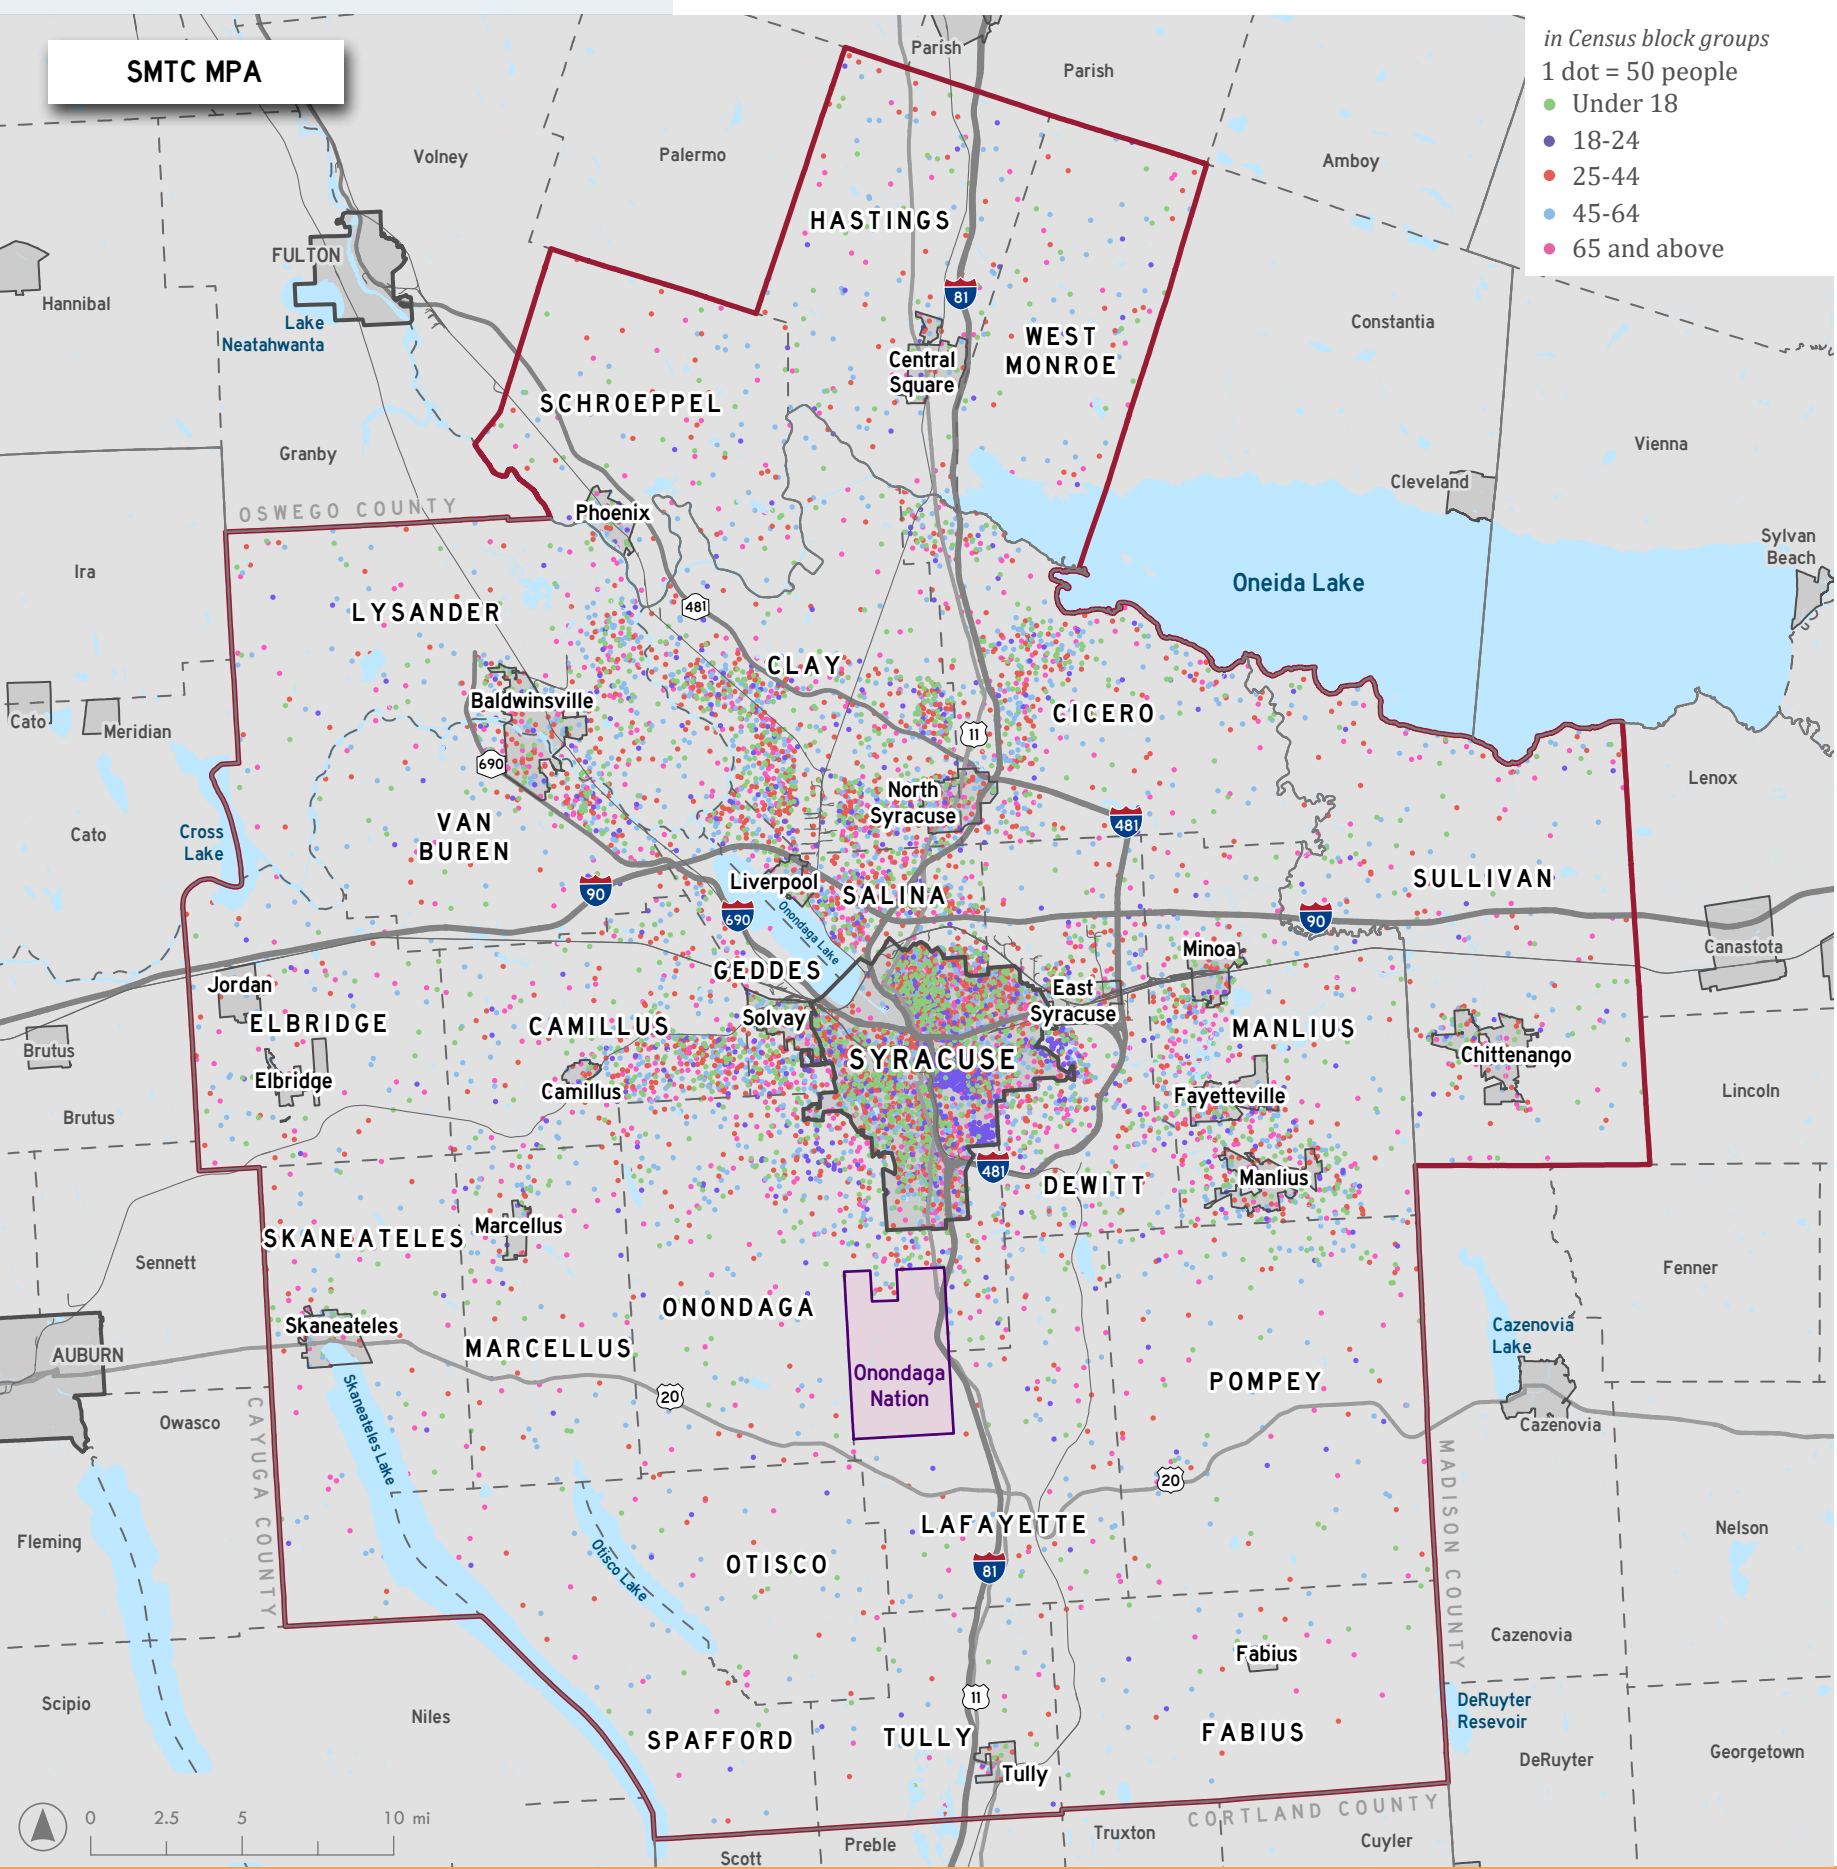 SMTC MPA
in Census block groups
1 dot = 50 people
Under 18
18-24
25-44
45-64
65 and above
Parish
Parish
Volney
Palermo
Amboy
HASTINGS
FULTON
Hannibal
81
Lake
Neatahwanta
WEST
MONROE
Constantia
Central
Square
SCHROEPPEL
Granby
Vienna
Cleveland
OSWEGO COUNTY
Phoenix
Sylvan
Beach
Ira
Oneida Lake
LYSANDER
481
CLAY
Baldwinsville
CICERO
Cato
Meridian
11
690
Lenox
North
Syracuse
VAN
BUREN
481
Cross
Lake
Cato
Liverpool
SALINA
SULLIVAN
90
690
90
Onondaga Lake
Minoa
Canastota
GEDDES
Jordan
East
Syracuse
Solvay
ELBRIDGE
CAMILLUS
MANLIUS
Brutus
SYRACUSE
Chittenango
Elbridge
Camillus
Fayetteville
Lincoln
Brutus
481
Manlius
DEWITT
Marcellus
SKANEATELES
Sennett
Fenner
ONONDAGA
Skaneateles
Cazenovia
Lake
MARCELLUS
AUBURN
Onondaga
Nation
POMPEY
20
Skaneateles Lake
Owasco
Cazenovia
CAYUGA COUNTY
MADISON COUNTY
20
LAFAYETTE
Fleming
Nelson
OTISCO
81
Otisco Lake
Cazenovia
Fabius
11
Scipio
Niles
DeRuyter
Resevoir
SPAFFORD
TULLY
FABIUS
DeRuyter
Georgetown
Tully
0 2.5 5 10 mi
CORTLAND COUNTY
Preble
Truxton
Cuyler
Scott